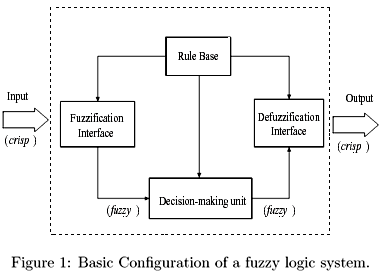 Rule Base
Input
Output
Fuzzification
Interface
Defuzzification
Interface
(crisp )
(crisp )
(fuzzy )
Decision-making unit
(fuzzy )
Figure 1: Basic Configuration of a fuzzy logic system.